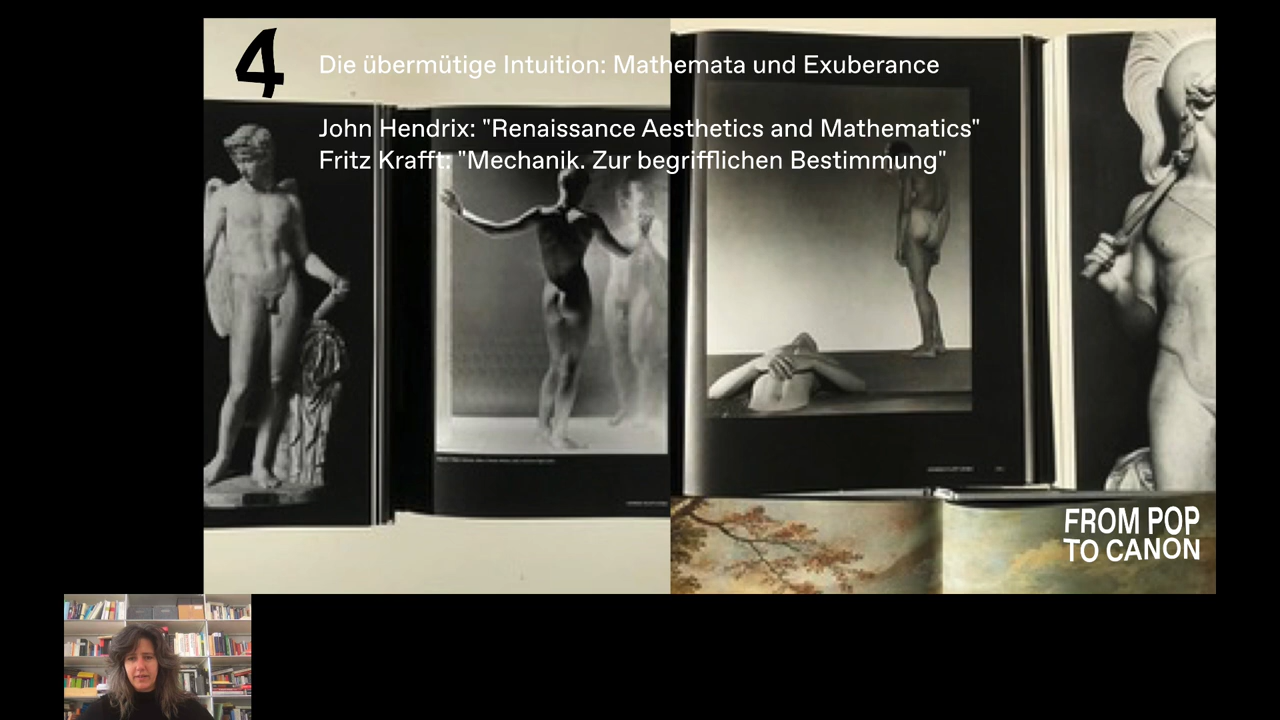 4
Die übermütige Intuition: Mathemata und Exuberance
John Hendrix: "Renaissance Aesthetics and Mathematics"
Fritz Krafft: "Mechanik. Zur begrifflichen Bestimmung"
FROM POP
TO CANON